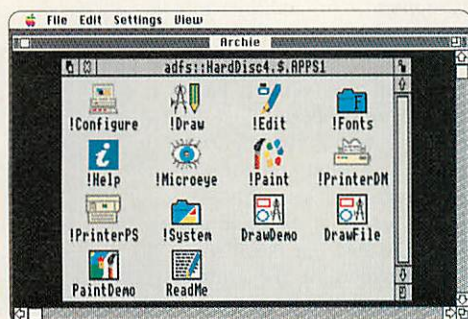 File Edit Settings View
Archie
adfs::HardDisc4.$.APPS1
!Configure !Draw !Edit !Fonts
!Help !Microeye !Paint !PrinterDM
!PrinterPS !System DrawDemo DrawFile
PaintDemo ReadMe